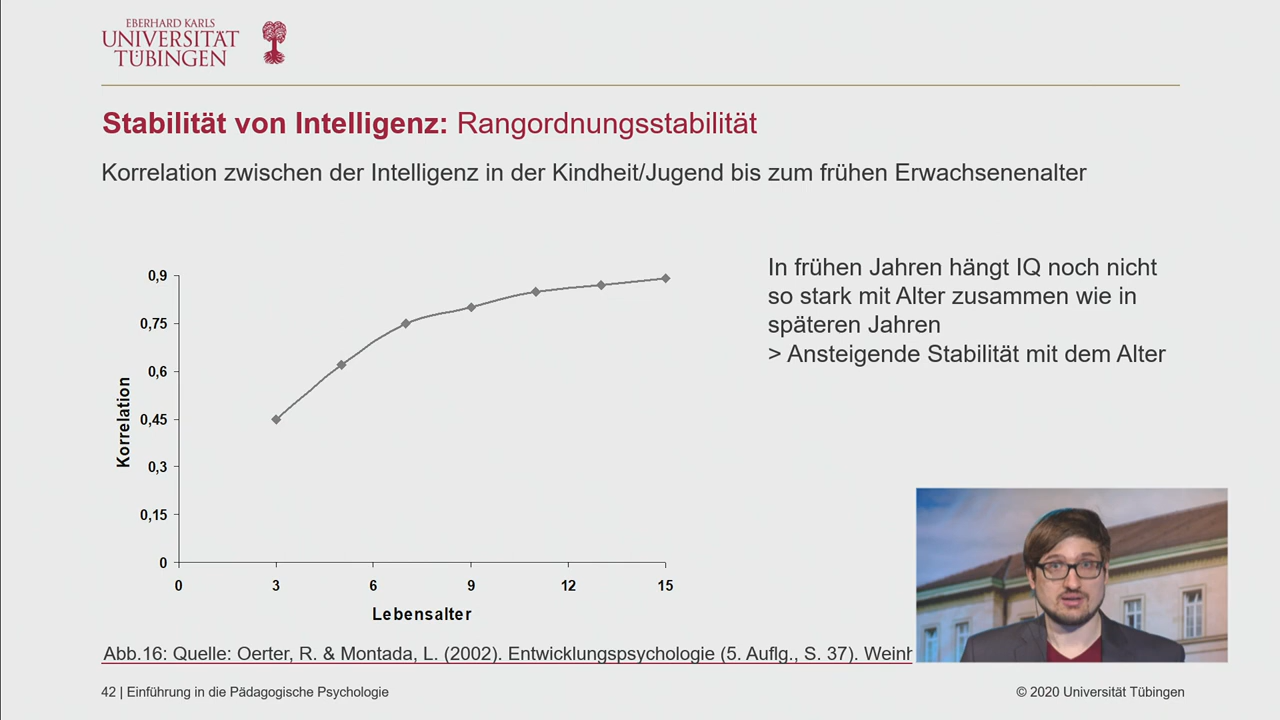 EBERHARD KARLS
UNIVERSITÄT
TÜBINGEN
Stabilität von Intelligenz: Rangordnungsstabilität
Korrelation zwischen der Intelligenz in der Kindheit/Jugend bis zum frühen Erwachsenenalter
In frühen Jahren hängt IQ noch nicht
so stark mit Alter zusammen wie in
späteren Jahren
> Ansteigende Stabilität mit dem Alter
Korrelation
0,9
0,75
0,6
0,45
0,3
0,15
0
0 3 6 9 12 15
Lebensalter
Abb.16: Quelle: Oerter, R. & Montada, L. (2002). Entwicklungspsychologie (5. Auflg., S. 37).
42 | Einführung in die Pädagogische Psychologie
© 2020 Universität Tübingen